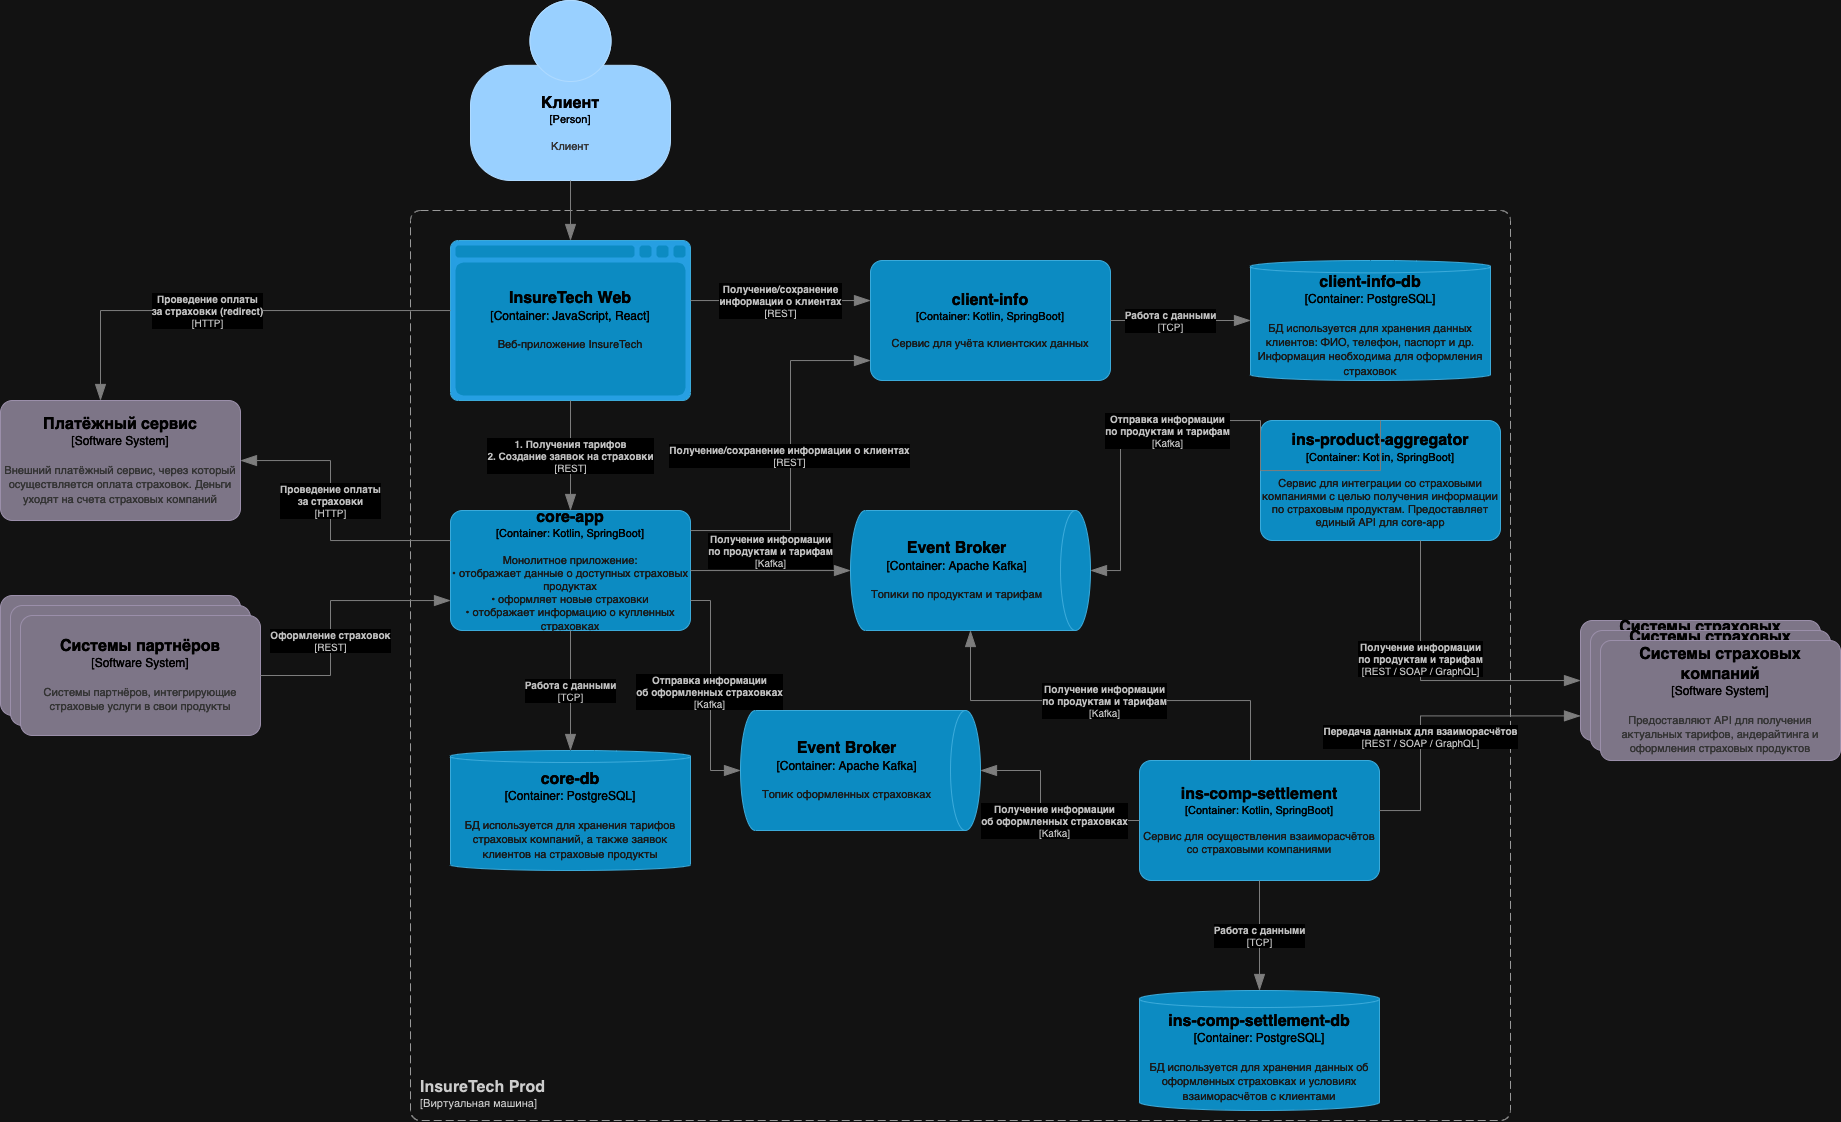 Клиент
[Person]
Клиент
InsureTech Web
[Container: JavaScript, React]
Веб-приложение InsureTech
Получение/сохранение
информации о клиентах
[REST]
client-info
[Container: Kotlin, SpringBoot]
Сервис для учёта клиентских данных
Работа с данными
[TCP]
client-info-db
[Container: PostgreSQL]
БД используется для хранения данных
клиентов: ФИО, телефон, паспорт и др.
Информация необходима для оформления
страховок
Проведение оплаты
за страховки (redirect)
[HTTP]
Платёжный сервис
[Software System]
Внешний платёжный сервис, через который
осуществляется оплата страховок. Деньги
уходят на счета страховых компаний
1. Получения тарифов
2. Создание заявок на страховки
[REST]
Получение/сохранение информации о клиентах
[REST]
Отправка информации
по продуктам и тарифам
[Kafka]
ins-product-aggregator
[Container: Kotlin, SpringBoot]
Сервис для интеграции со страховыми
компаниями с целью получения информации
по страховым продуктам. Предоставляет
единый API для core-app
Проведение оплаты
за страховки
[HTTP]
core-app
[Container: Kotlin, SpringBoot]
Монолитное приложение:
• отображает данные о доступных страховых
продуктах
• оформляет новые страховки
• отображает информацию о купленных
страховках
Получение информации
по продуктам и тарифам
[Kafka]
Event Broker
[Container: Apache Kafka]
Топики по продуктам и тарифам
Системы партнёров
[Software System]
Системы партнёров, интегрирующие
страховые услуги в свои продукты
Оформление страховок
[REST]
Работа с данными
[TCP]
Отправка информации
об оформленных страховках
[Kafka]
Получение информации
по продуктам и тарифам
[Kafka]
Получение информации
по продуктам и тарифам
[REST / SOAP / GraphQL]
Системы страховых
Системы страховых
Системы страховых
компаний
[Software System]
Предоставляют API для получения
актуальных тарифов, андерайтинга и
оформления страховых продуктов
Передача данных для взаиморасчётов
[REST / SOAP / GraphQL]
core-db
[Container: PostgreSQL]
БД используется для хранения тарифов
страховых компаний, а также заявок
клиентов на страховые продукты
Event Broker
[Container: Apache Kafka]
Топик оформленных страховках
Получение информации
об оформленных страховках
[Kafka]
ins-comp-settlement
[Container: Kotlin, SpringBoot]
Сервис для осуществления взаиморасчётов
со страховыми компаниями
Работа с данными
[TCP]
ins-comp-settlement-db
[Container: PostgreSQL]
БД используется для хранения данных об
оформленных страховках и условиях
взаиморасчётов с клиентами
InsureTech Prod
[Виртуальная машина]